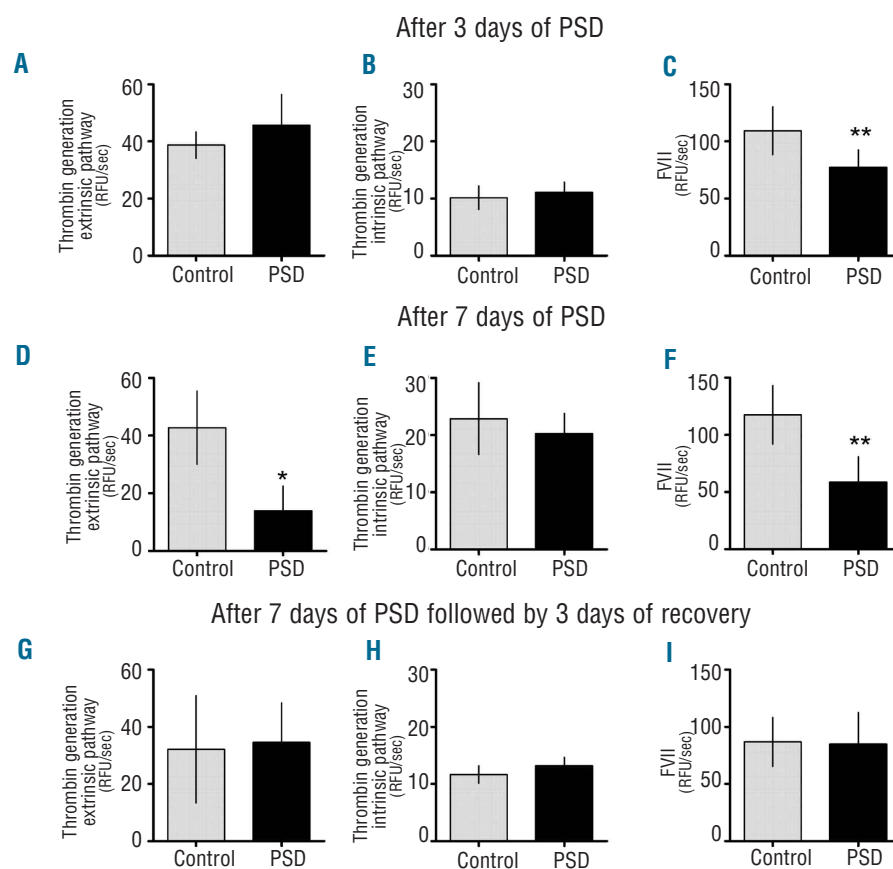 After 3 days of PSD
A
Thrombin generation
extrinsic pathway
(RFU/sec)
60
40
20
0
Control PSD
B
Thrombin generation
intrinsic pathway
(RFU/sec)
30
20
10
0
Control PSD
C
FVII
(RFU/sec)
150
100
50
0
**
Control PSD
After 7 days of PSD
D
Thrombin generation
extrinsic pathway
(RFU/sec)
60
40
20
0
*
Control PSD
E
Thrombin generation
intrinsic pathway
(RFU/sec)
30
20
10
0
Control PSD
F
FVII
(RFU/sec)
150
100
50
0
**
Control PSD
After 7 days of PSD followed by 3 days of recovery
G
Thrombin generation
extrinsic pathway
(RFU/sec)
60
40
20
0
Control PSD
H
Thrombin generation
intrinsic pathway
(RFU/sec)
30
20
10
0
Control PSD
I
FVII
(RFU/sec)
150
100
50
0
Control PSD